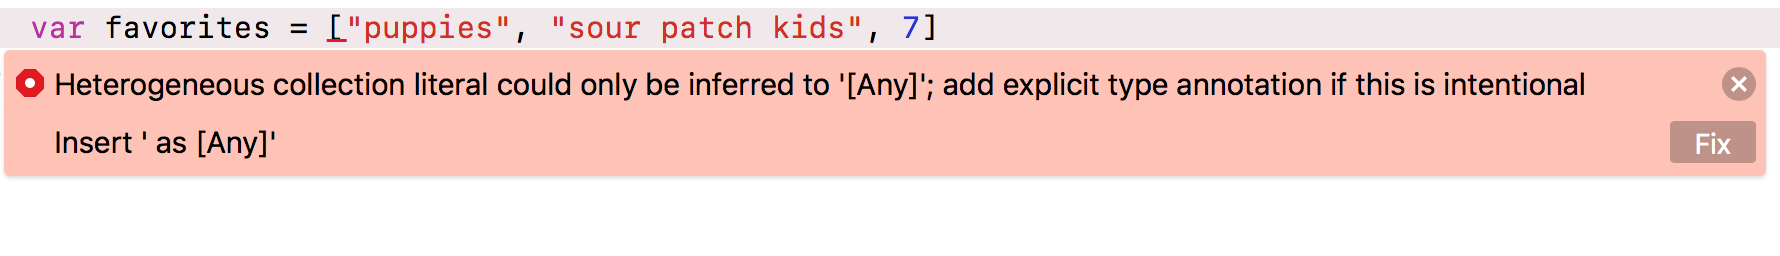 var favorites = ["puppies", "sour patch kids", 7]
Heterogeneous collection literal could only be inferred to '[Any]'; add explicit type annotation if this is intentional
Insert ' as [Any]'
Fix